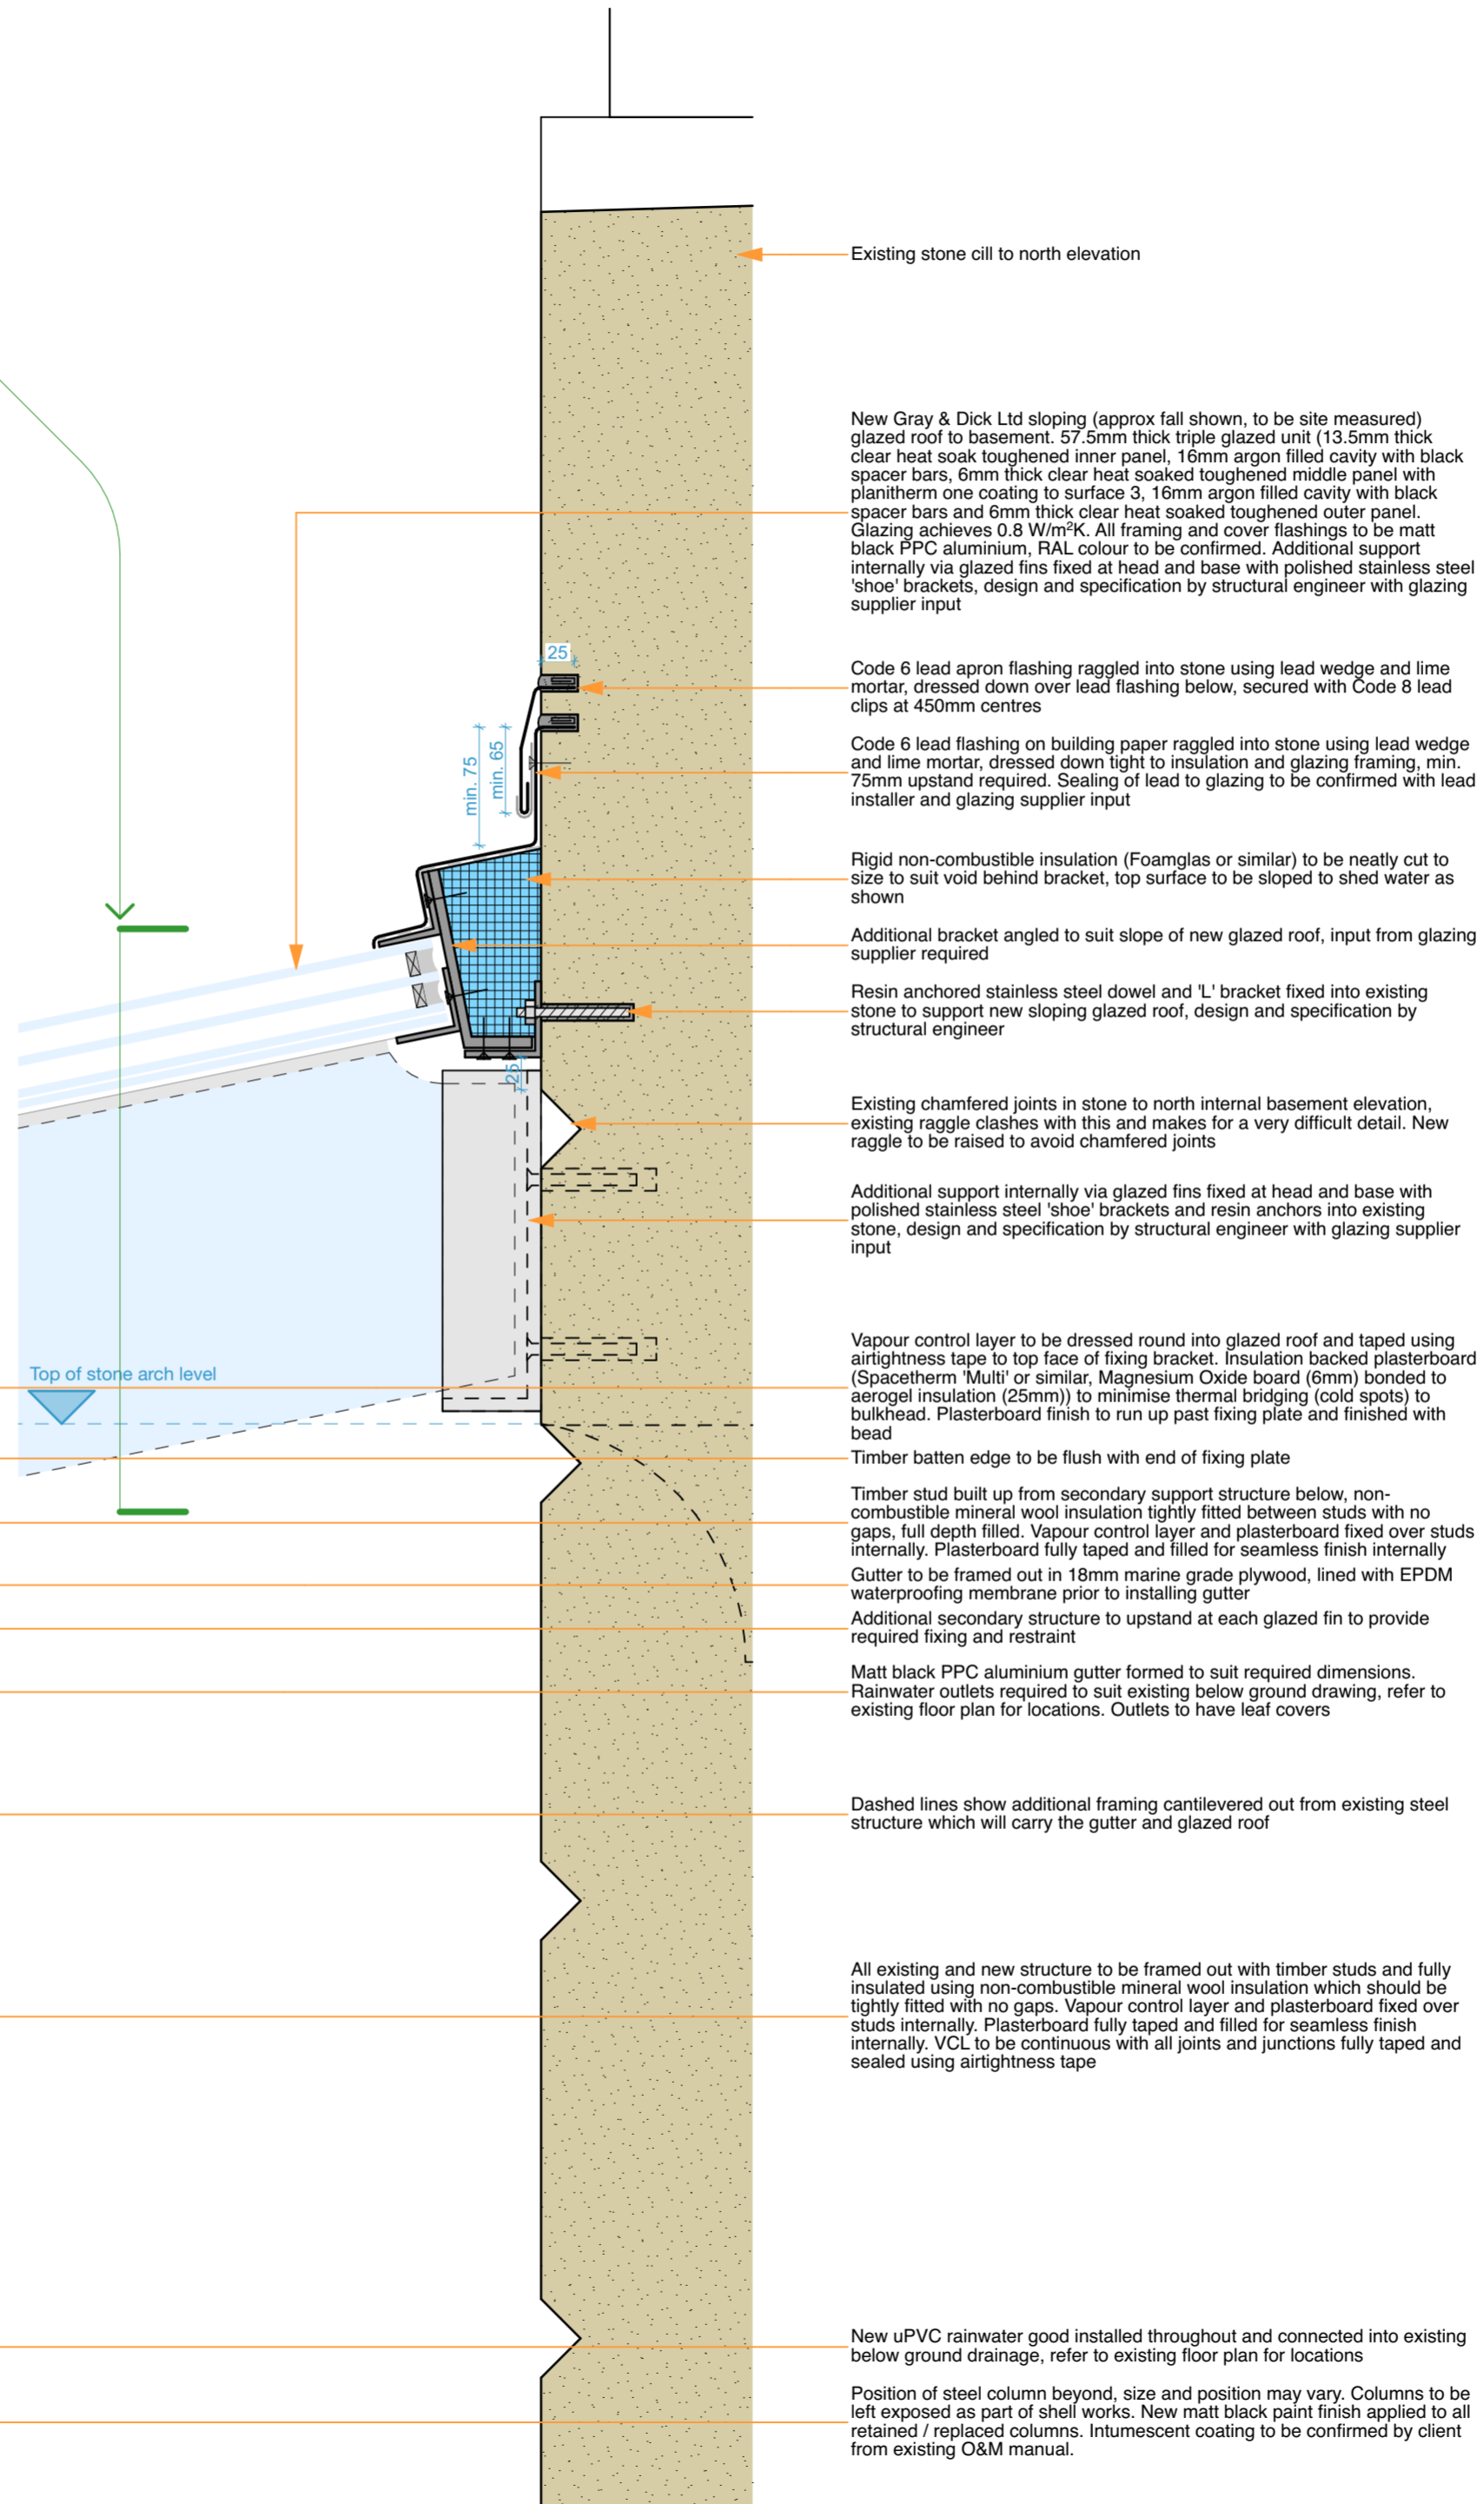 Existing stone cill to north elevation
New Gray & Dick Ltd sloping (approx fall shown, to be site measured)
glazed roof to basement. 57.5mm thick triple glazed unit (13.5mm thick
clear heat soak toughened inner panel, 16mm argon filled cavity with black
spacer bars, 6mm thick clear heat soaked toughened middle panel with
planitherm one coating to surface 3, 16mm argon filled cavity with black
spacer bars and 6mm thick clear heat soaked toughened outer panel.
Glazing achieves 0.8 W/m²K. All framing and cover flashings to be matt
black PPC aluminium, RAL colour to be confirmed. Additional support
internally via glazed fins fixed at head and base with polished stainless steel
'shoe' brackets, design and specification by structural engineer with glazing
supplier input
25
Code 6 lead apron flashing raggled into stone using lead wedge and lime
mortar, dressed down over lead flashing below, secured with Code 8 lead
clips at 450mm centres
min. 75
min. 65
Code 6 lead flashing on building paper raggled into stone using lead wedge
and lime mortar, dressed down tight to insulation and glazing framing, min.
75mm upstand required. Sealing of lead to glazing to be confirmed with lead
installer and glazing supplier input
Rigid non-combustible insulation (Foamglas or similar) to be neatly cut to
size to suit void behind bracket, top surface to be sloped to shed water as
shown
Additional bracket angled to suit slope of new glazed roof, input from glazing
supplier required
Resin anchored stainless steel dowel and 'L' bracket fixed into existing
stone to support new sloping glazed roof, design and specification by
structural engineer
25
Existing chamfered joints in stone to north internal basement elevation,
existing raggle clashes with this and makes for a very difficult detail. New
raggle to be raised to avoid chamfered joints
Additional support internally via glazed fins fixed at head and base with
polished stainless steel 'shoe' brackets and resin anchors into existing
stone, design and specification by structural engineer with glazing supplier
input
Top of stone arch level
Vapour control layer to be dressed round into glazed roof and taped using
airtightness tape to top face of fixing bracket. Insulation backed plasterboard
(Spacetherm 'Multi' or similar, Magnesium Oxide board (6mm) bonded to
aerogel insulation (25mm)) to minimise thermal bridging (cold spots) to
bulkhead. Plasterboard finish to run up past fixing plate and finished with
bead
Timber batten edge to be flush with end of fixing plate
Timber stud built up from secondary support structure below, non-
combustible mineral wool insulation tightly fitted between studs with no
gaps, full depth filled. Vapour control layer and plasterboard fixed over studs
internally. Plasterboard fully taped and filled for seamless finish internally
Gutter to be framed out in 18mm marine grade plywood, lined with EPDM
waterproofing membrane prior to installing gutter
Additional secondary structure to upstand at each glazed fin to provide
required fixing and restraint
Matt black PPC aluminium gutter formed to suit required dimensions.
Rainwater outlets required to suit existing below ground drawing, refer to
existing floor plan for locations. Outlets to have leaf covers
Dashed lines show additional framing cantilevered out from existing steel
structure which will carry the gutter and glazed roof
All existing and new structure to be framed out with timber studs and fully
insulated using non-combustible mineral wool insulation which should be
tightly fitted with no gaps. Vapour control layer and plasterboard fixed over
studs internally. Plasterboard fully taped and filled for seamless finish
internally. VCL to be continuous with all joints and junctions fully taped and
sealed using airtightness tape
New uPVC rainwater good installed throughout and connected into existing
below ground drainage, refer to existing floor plan for locations
Position of steel column beyond, size and position may vary. Columns to be
left exposed as part of shell works. New matt black paint finish applied to all
retained / replaced columns. Intumescent coating to be confirmed by client
from existing O&M manual.